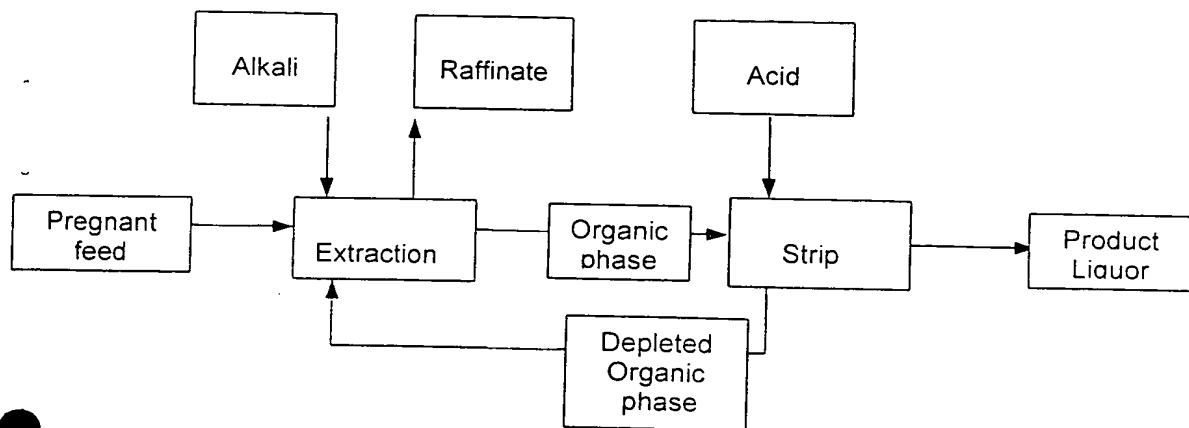 Alkali
Raffinate
Acid
Pregnant
feed
Extraction
Organic
phase
Strip
Product
Liquor
Depleted
Organic
phase